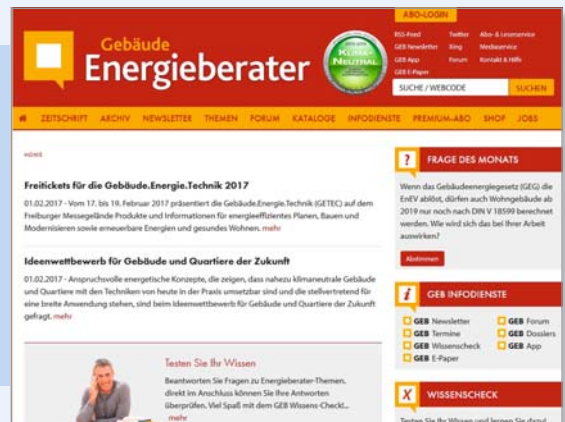 ABO-LOGIN
Gebäude
Energieberater
KLIMA-
NEUTRAL
RSS-Feed
GEB Newsletter
GEB App
GEB E-Paper
Twitter
Xing
Forum
Abo- & Leserservice
Mediaservice
Kontakt & Hilfe
SUCHE / WEBCODE
SUCHEN
ZEITSCHRIFT ARCHIV NEWSLETTER THEMEN FORUM KATALOGE INFODIENSTE PREMIUM-ABO SHOP JOBS
HOME
Freitickets für die Gebäude.Energie.Technik 2017
01.02.2017 - Vom 17. bis 19. Februar 2017 präsentiert die Gebäude.Energie.Technik (GETEC) auf dem
Freiburger Messegelände Produkte und Informationen für energieeffizientes Planen, Bauen und
Modernisieren sowie erneuerbare Energien und gesundes Wohnen. mehr
Ideenwettbewerb für Gebäude und Quartiere der Zukunft
01.02.2017 - Anspruchsvolle energetische Konzepte, die zeigen, dass nahezu klimaneutrale Gebäude
und Quartiere mit den Techniken von heute in der Praxis umsetzbar sind und die stellvertretend für
eine breite Anwendung stehen, sind beim Ideenwettbewerb für Gebäude und Quartiere der Zukunft
gefragt. mehr
Testen Sie Ihr Wissen
Beantworten Sie Fragen zu Energieberater-Themen.
direkt im Anschluss können Sie Ihre Antworten
überprüfen. Viel Spaß mit dem GEB Wissens-Check!...
mehr
? FRAGE DES MONATS
Wenn das Gebäudeenergiegesetz (GEG) die
EnEV ablöst, dürfen auch Wohngebäude ab
2019 nur noch nach DIN V 18599 berechnet
werden. Wie wird sich das bei Ihrer Arbeit
auswirken?
Abstimmen
i GEB INFODIENSTE
GEB Newsletter
GEB Termine
GEB Wissenscheck
GEB E-Paper
GEB Forum
GEB Dossiers
GEB App
X WISSENSCHECK
Testen Sie Ihr Wissen und lernen Sie dazu!